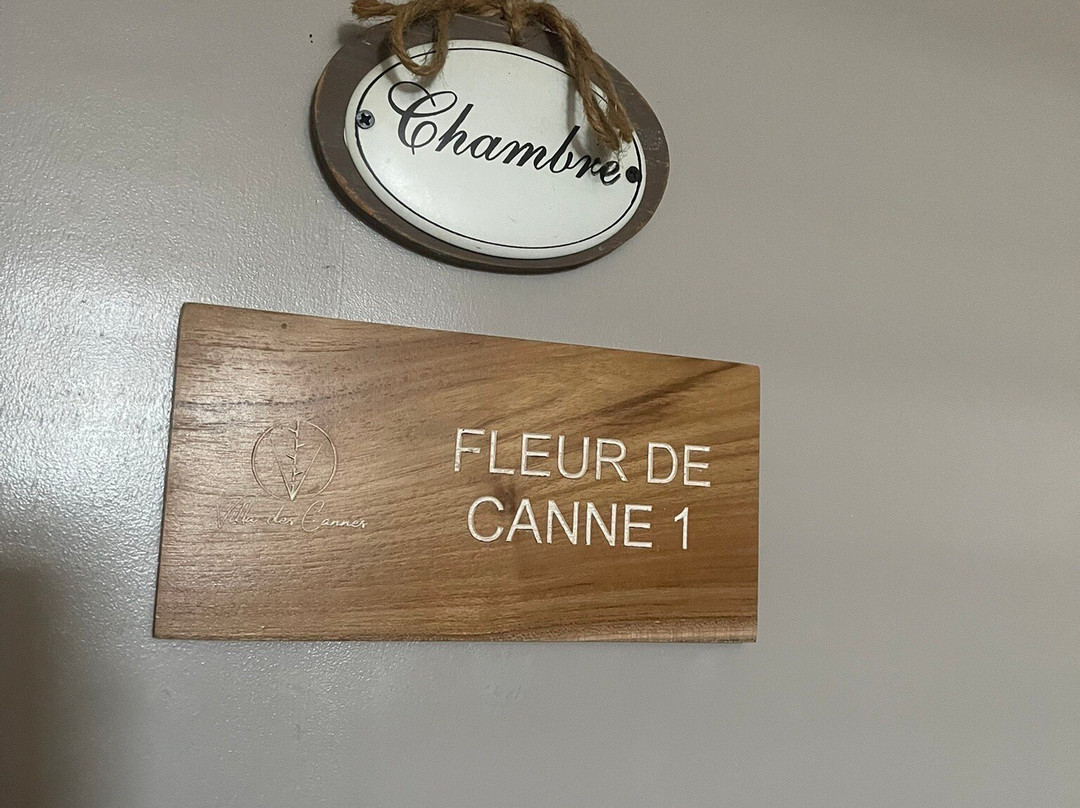 Chambre
FLEUR DE
CANNE 1
Villa des Cannes